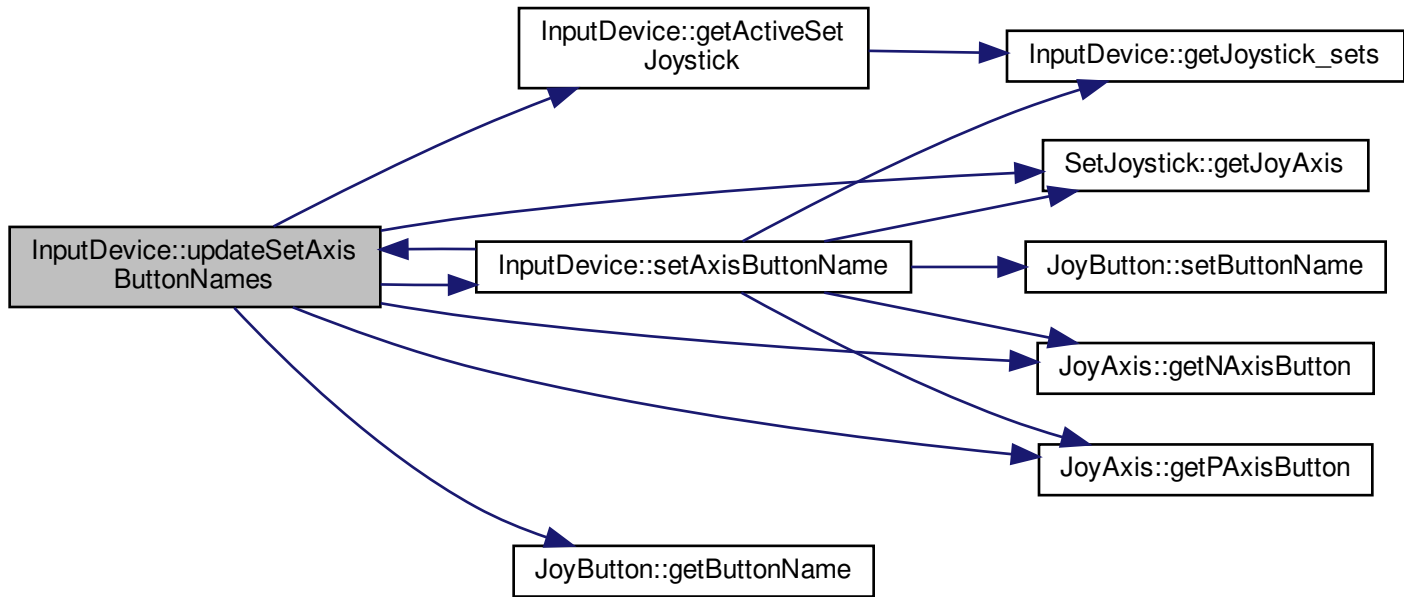 InputDevice::getActiveSet
Joystick
InputDevice::getJoystick_sets
SetJoystick::getJoyAxis
InputDevice::updateSetAxis
ButtonNames
InputDevice::setAxisButtonName
JoyButton::setButtonName
JoyAxis::getNAxisButton
JoyAxis::getPAxisButton
JoyButton::getButtonName